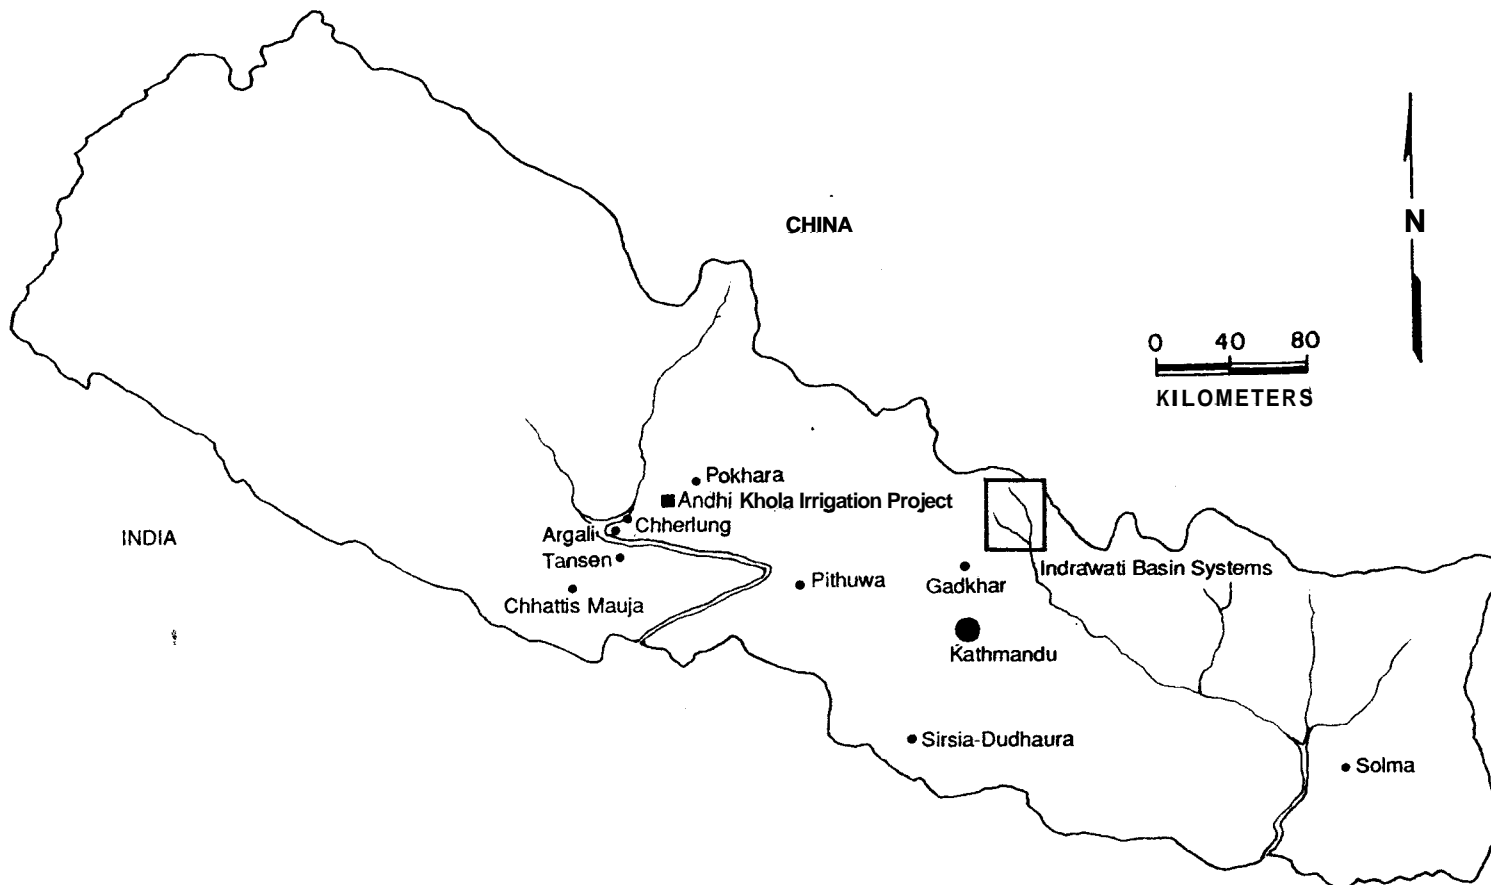 CHINA
N
0 40 80
KILOMETERS
Pokhara
Andhi Khola Irrigation Project
Chherlung
Argali
INDIA
Tansen
Indrawati Basin Systems
Pithuwa
Gadkhar
Chhattis Mauja
Kathmandu
Sirsia-Dudhaura
Solma